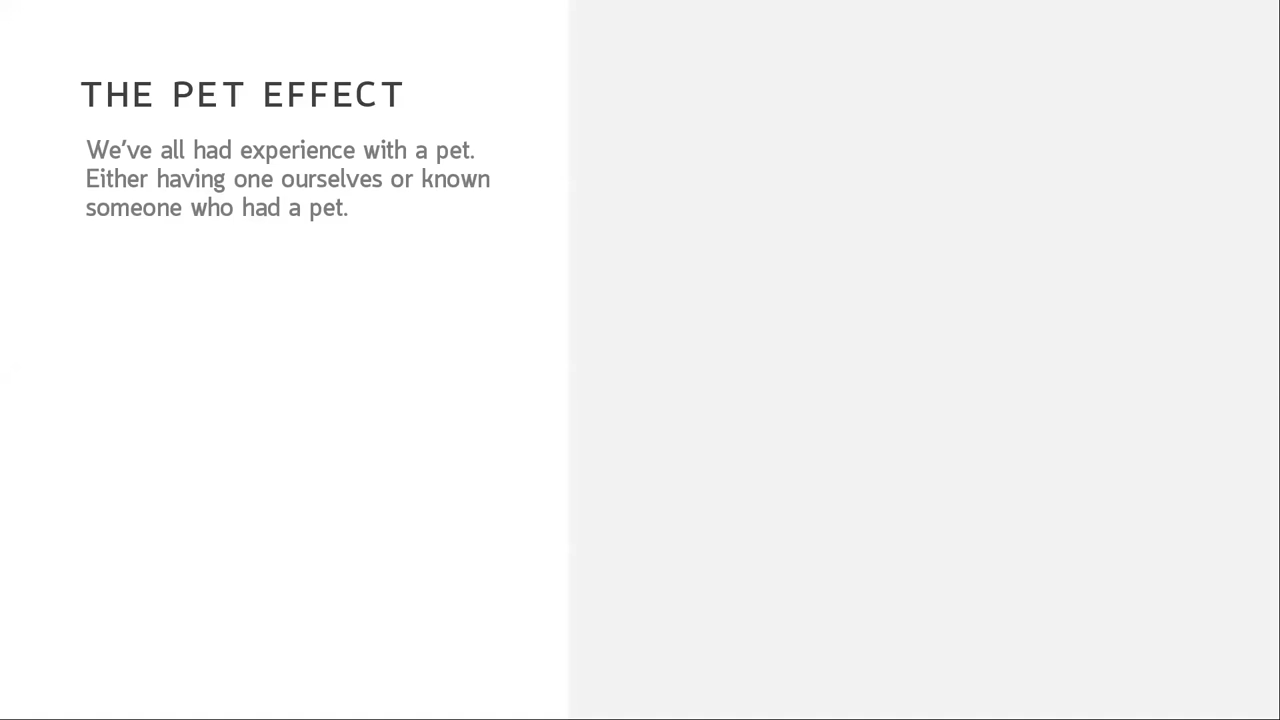 THE PET EFFECT
We've all had experience with a pet.
Either having one ourselves or known
someone who had a pet.